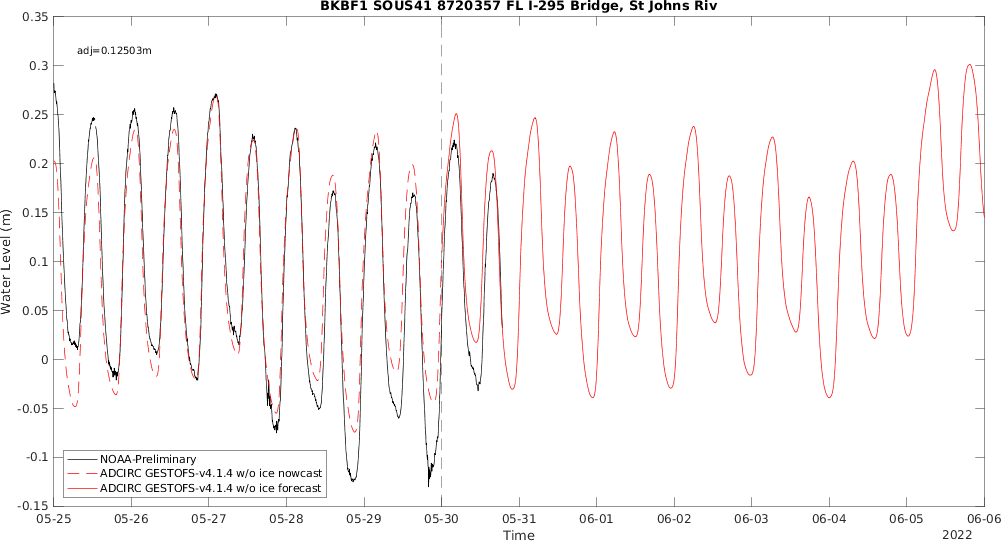 BKBF1 SOUS41 8720357 FL I-295 Bridge, St Johns Riv
adj=0.12503m
0.35
0.3
0.25
0.2
0.15
0.1
0.05
0
-0.05
-0.1
-0.15
Water Level (m)
NOAA-Preliminary
ADCIRC GESTOFS-v4.1.4 w/o ice nowcast
ADCIRC GESTOFS-v4.1.4 w/o ice forecast
05-25 05-26 05-27 05-28 05-29 05-30 05-31 06-01 06-02 06-03 06-04 06-05 06-06
Time
2022